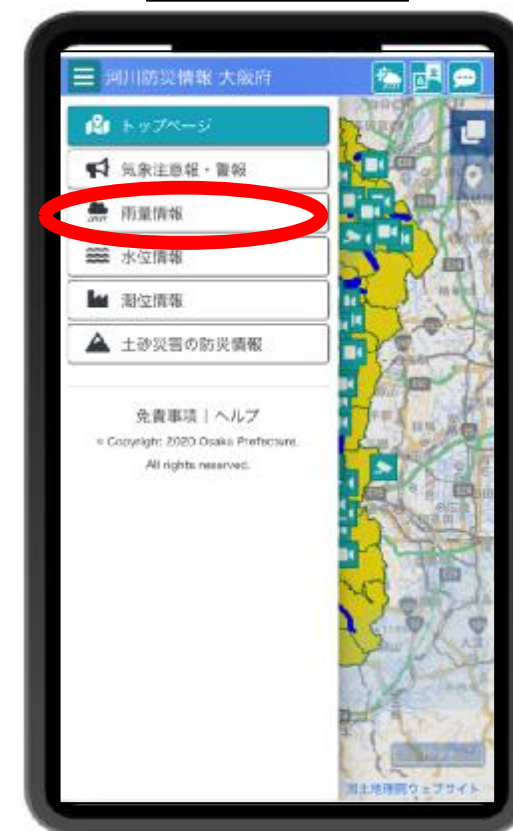 河川防災情報 大阪府
トップページ
気象注意報・警報
雨量情報
水位情報
潮位情報
土砂災害の防災情報
免責事項 | ヘルプ
© Copyright 2020 Osaka Prefecture.
All rights reserved.
国土地理院ウェブサイト